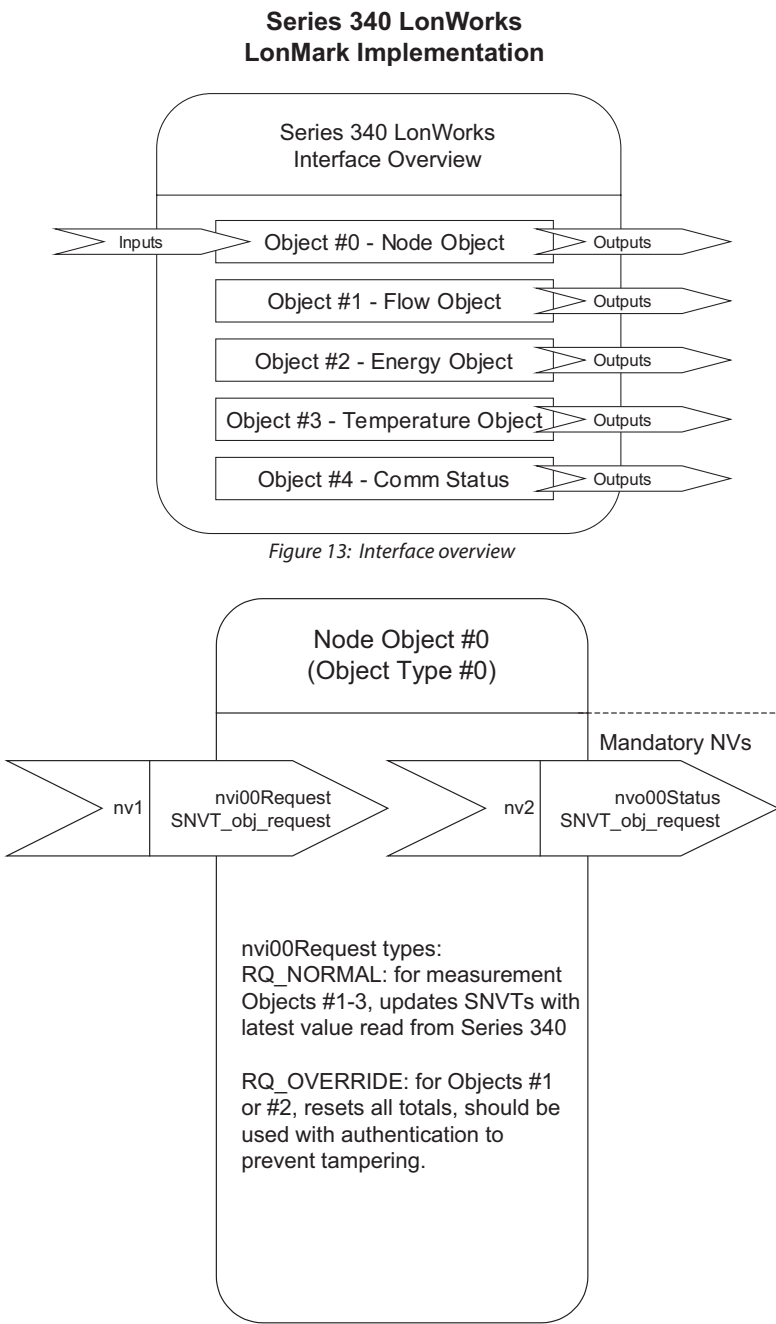 Series 340 LonWorks
LonMark Implementation
Series 340 LonWorks
Interface Overview
Inputs
Object #0 - Node Object
Outputs
Object #1 - Flow Object
Outputs
Object #2 - Energy Object
Outputs
Object #3 - Temperature Object
Outputs
Object #4 - Comm Status
Outputs
Figure 13: Interface overview
Node Object #0
(Object Type #0)
Mandatory NVs
nv1
nvi00Request
SNVT_obj_request
nv2
nvo00Status
SNVT_obj_request
nvi00Request types:
RQ_NORMAL: for measurement
Objects #1-3, updates SNVTs with
latest value read from Series 340
RQ_OVERRIDE: for Objects #1
or #2, resets all totals, should be
used with authentication to
prevent tampering.